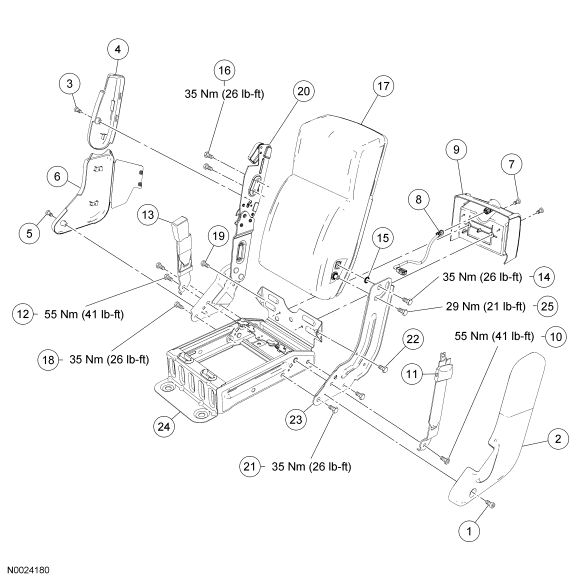 4
3
16
35 Nm (26 lb-ft)
20
17
9
7
6
8
13
5
19
15
35 Nm (26 lb-ft) 14
12 55 Nm (41 lb-ft)
29 Nm (21 lb-ft) 25
55 Nm (41 lb-ft) 10
18 35 Nm (26 lb-ft)
22
11
24
23
2
21 35 Nm (26 lb-ft)
1
N0024180